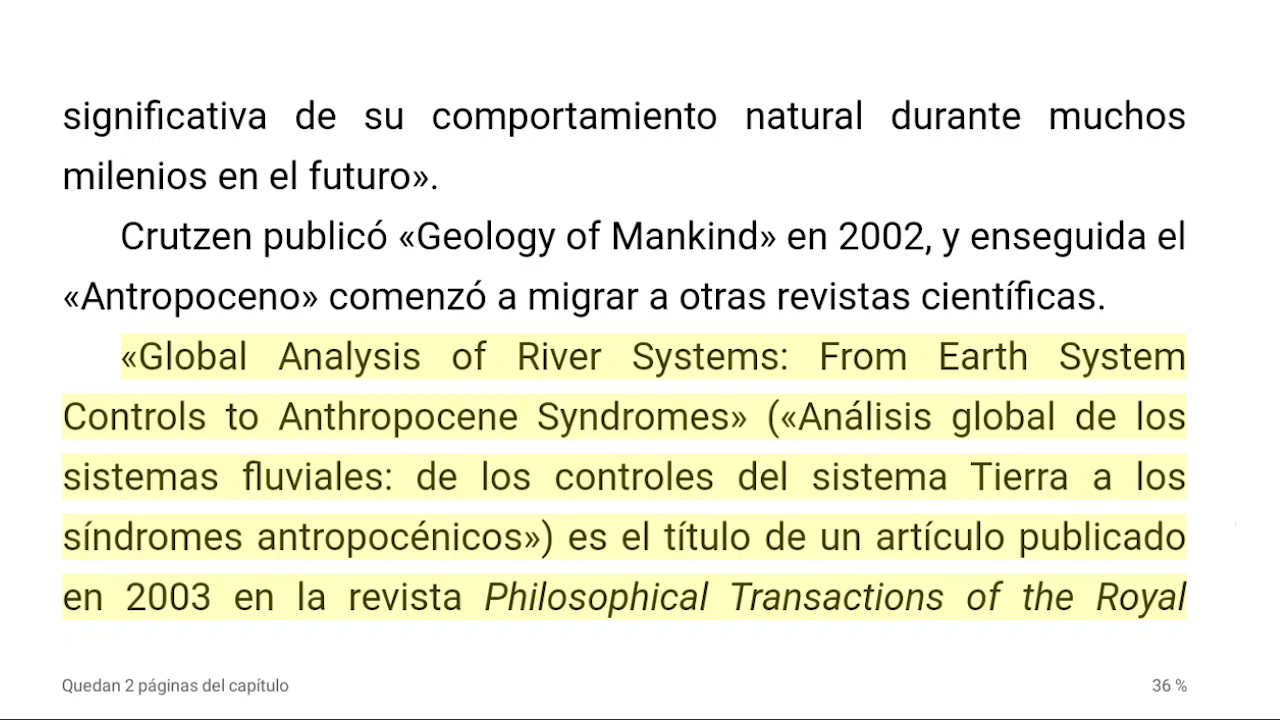 significativa de su comportamiento natural durante muchos
milenios en el futuro».
Crutzen publicó «Geology of Mankind» en 2002, y enseguida el
«Antropoceno» comenzó a migrar a otras revistas científicas.
«Global Analysis of River Systems: From Earth System
Controls to Anthropocene Syndromes» («Análisis global de los
sistemas fluviales: de los controles del sistema Tierra a los
síndromes antropocénicos») es el título de un artículo publicado
en 2003 en la revista Philosophical Transactions of the Royal
Quedan 2 páginas del capítulo
36 %